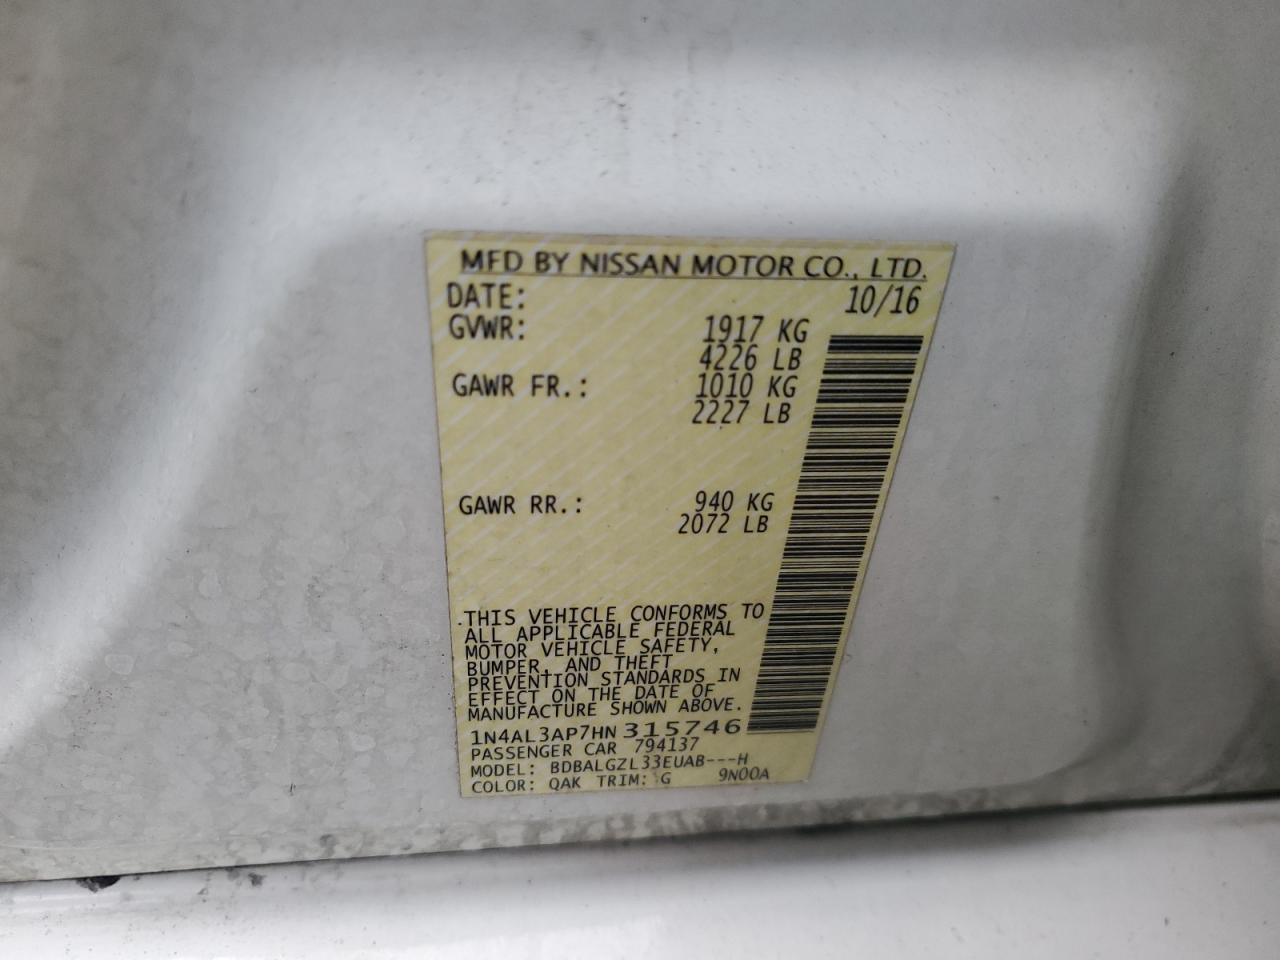 MFD BY NISSAN MOTOR CO., LTD.
DATE: 10/16
GVWR: 1917 KG
4226 LB
GAWR FR.: 1010 KG
2227 LB
GAWR RR.: 940 KG
2072 LB
THIS VEHICLE CONFORMS TO
ALL APPLICABLE FEDERAL
MOTOR VEHICLE SAFETY,
BUMPER, AND THEFT
PREVENTION STANDARDS IN
EFFECT ON THE DATE OF
MANUFACTURE SHOWN ABOVE.
1N4AL3AP7HN315746
PASSENGER CAR 794137
MODEL: BDBALGZL33EUAB---H
COLOR: QAK TRIM: G 9N00A